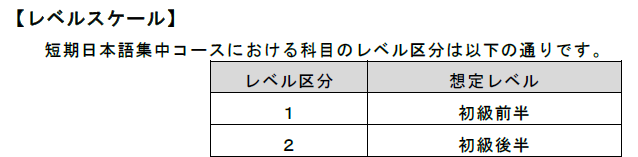 【レベルスケール】
短期日本語集中コースにおける科目のレベル区分は以下の通りです。
レベル区分 想定レベル
1 初級前半
2 初級後半